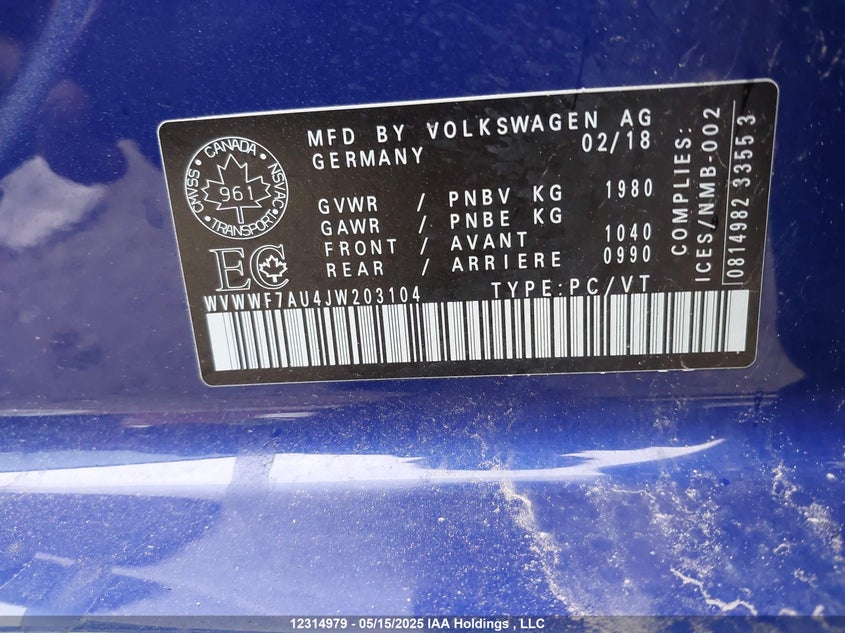 MFD BY VOLKSWAGEN AG
GERMANY 02/18
CANADA
CMVSS NSVAC
961
TRANSPORT
GVWR / PNBV KG 1980
GAWR / PNBE KG
FRONT / AVANT 1040
REAR / ARRIERE 0990
EC
WVWWF7AU4JW203104 TYPE:PC/VT
COMPLIES:
ICES/NMB-002
0814982 3355 3
12314979 - 05/15/2025 IAA Holdings , LLC